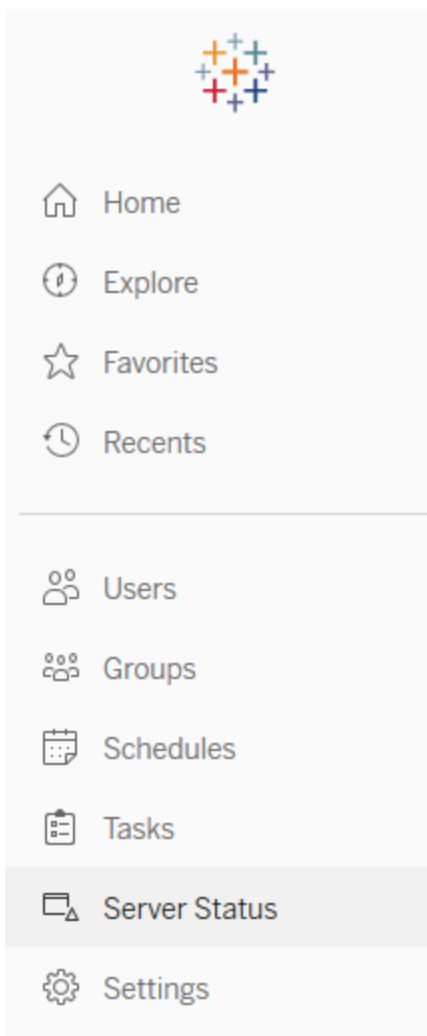 Home
Explore
Favorites
Recents
Users
Groups
Schedules
Tasks
Server Status
Settings